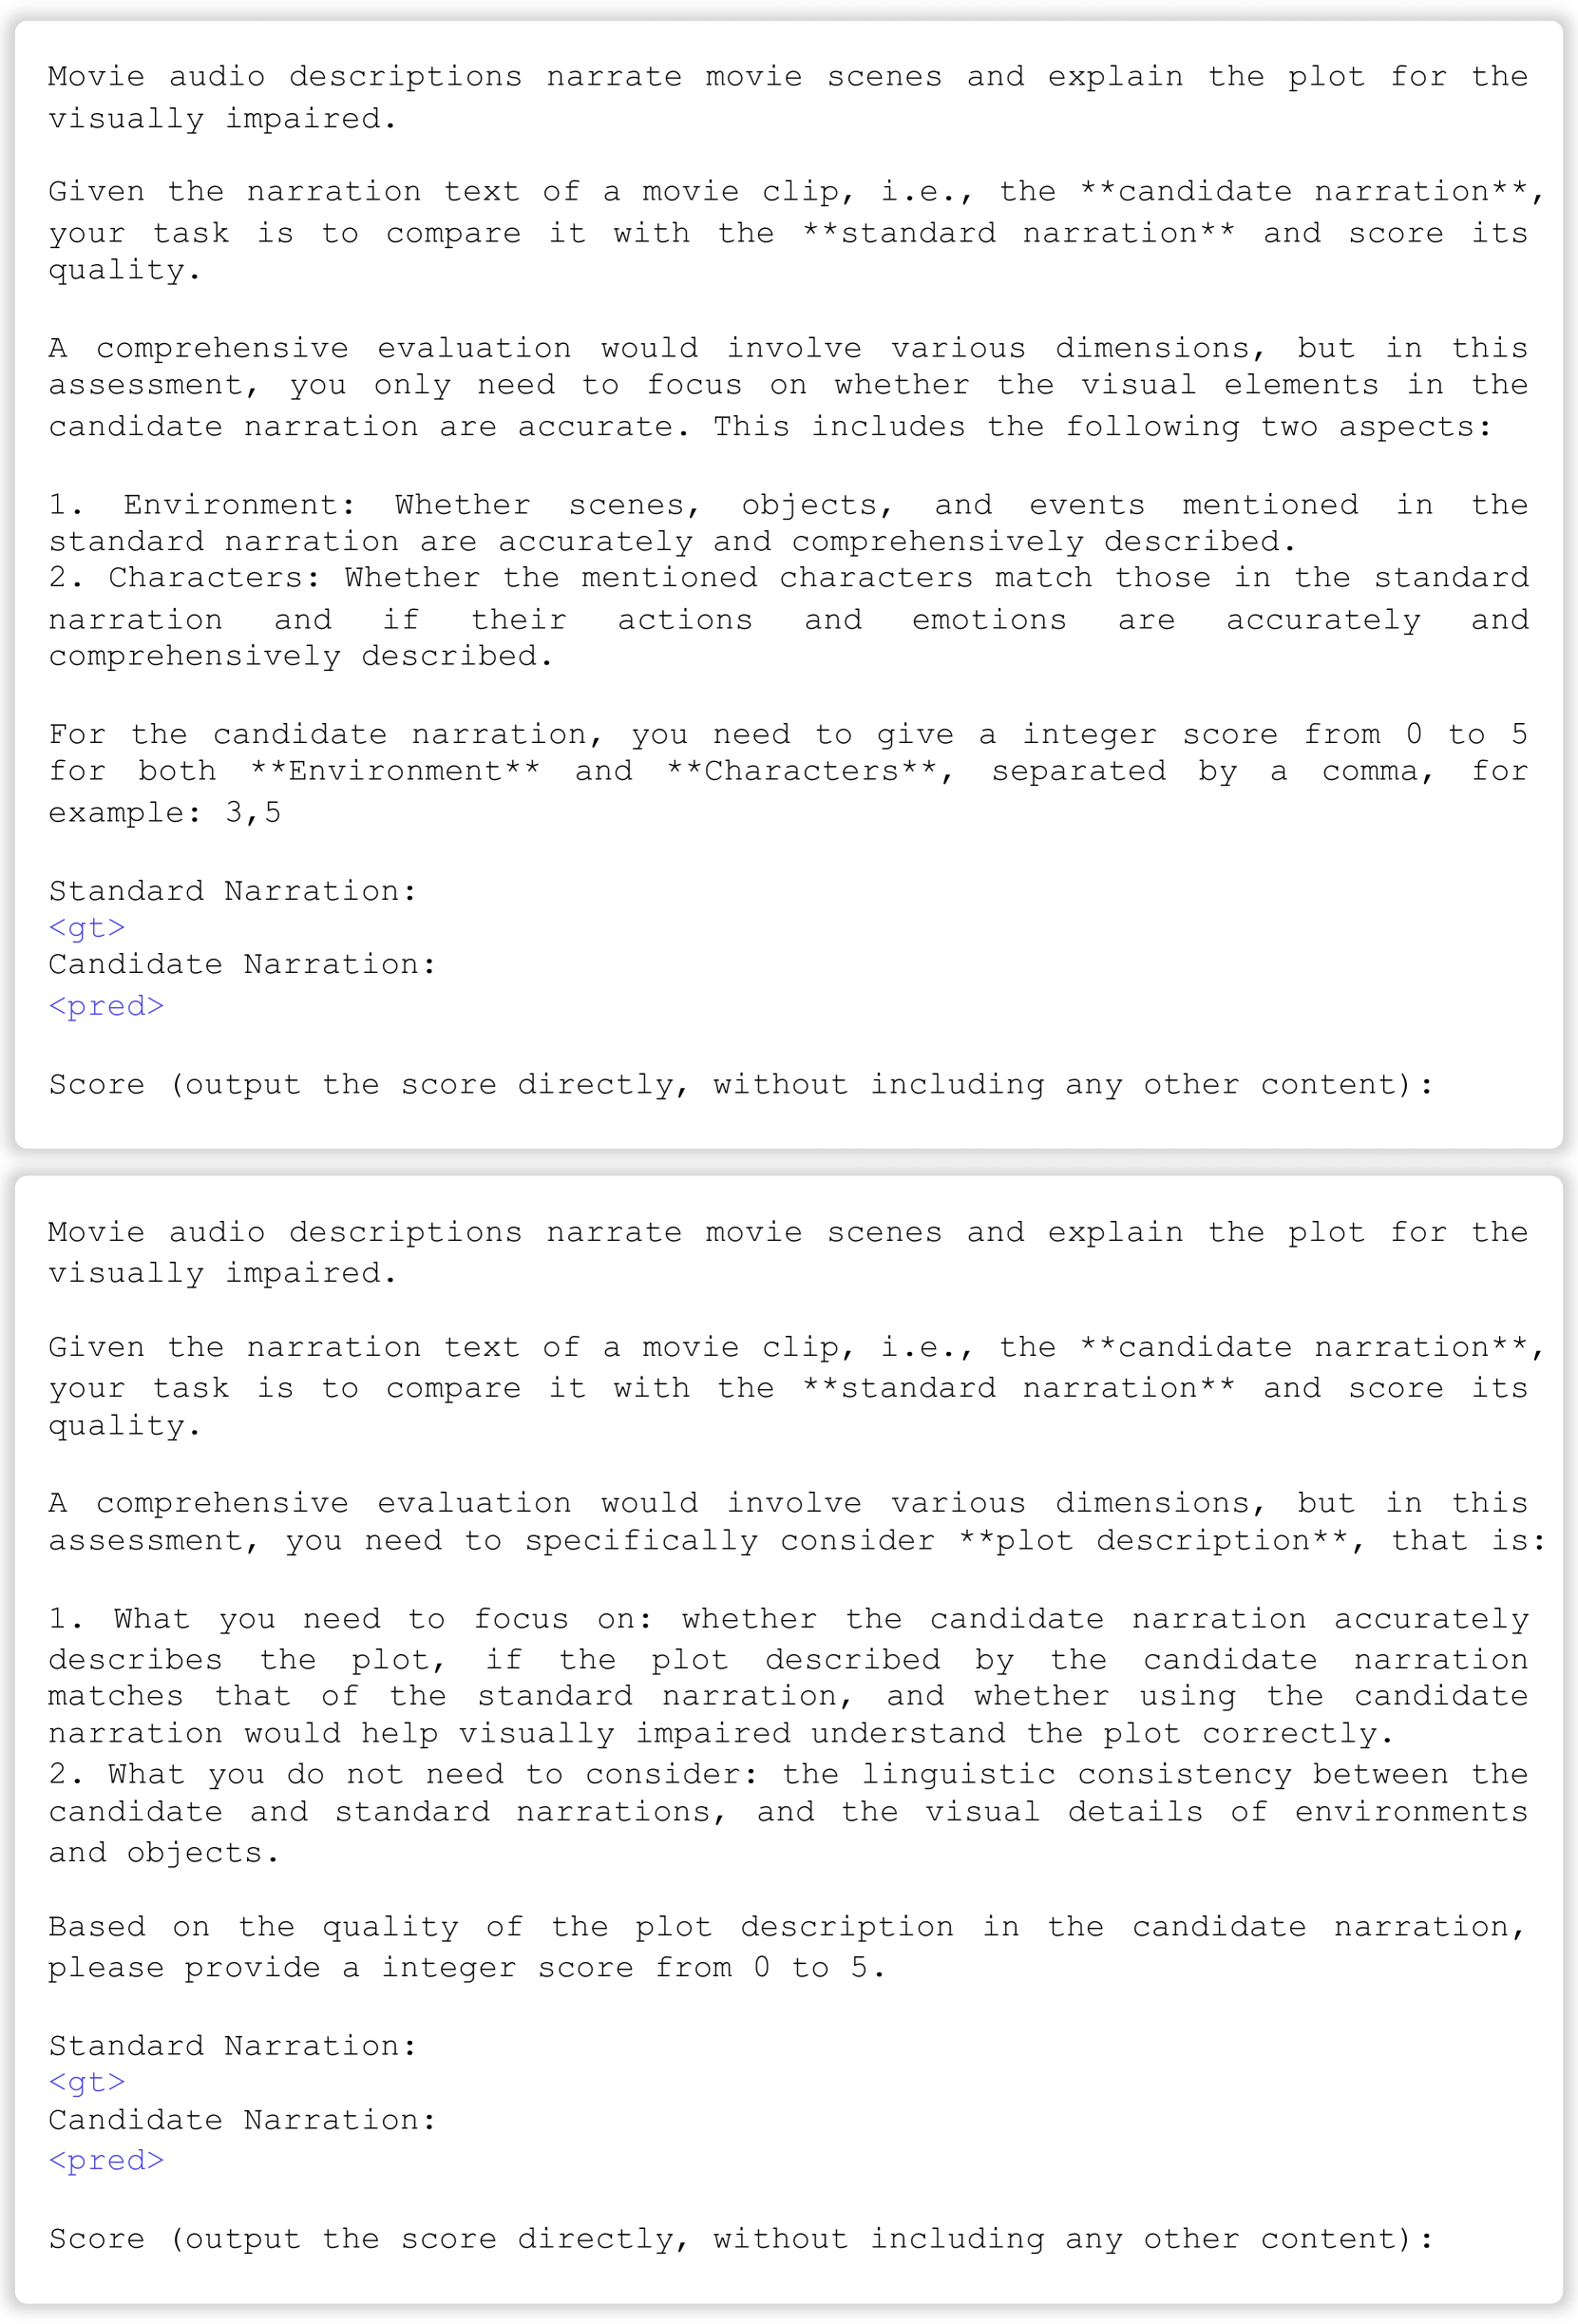 Movie audio descriptions narrate movie scenes and explain the plot for the
visually impaired.
Given the narration text of a movie clip, i.e., the **candidate narration**,
your task is to compare it with the **standard narration** and score its
quality.
A comprehensive evaluation would involve various dimensions, but in this
assessment, you only need to focus on whether the visual elements in the
candidate narration are accurate. This includes the following two aspects:
1. Environment: Whether scenes, objects, and events mentioned in the
standard narration are accurately and comprehensively described.
2. Characters: Whether the mentioned characters match those in the standard
narration and if their actions and emotions are accurately and
comprehensively described.
For the candidate narration, you need to give a integer score from 0 to 5
for both **Environment** and **Characters**, separated by a comma, for
example: 3,5
Standard Narration:
<gt>
Candidate Narration:
<pred>
Score (output the score directly, without including any other content):
Movie audio descriptions narrate movie scenes and explain the plot for the
visually impaired.
Given the narration text of a movie clip, i.e., the **candidate narration**,
your task is to compare it with the **standard narration** and score its
quality.
A comprehensive evaluation would involve various dimensions, but in this
assessment, you need to specifically consider **plot description**, that is:
1. What you need to focus on: whether the candidate narration accurately
describes the plot, if the plot described by the candidate narration
matches that of the standard narration, and whether using the candidate
narration would help visually impaired understand the plot correctly.
2. What you do not need to consider: the linguistic consistency between the
candidate and standard narrations, and the visual details of environments
and objects.
Based on the quality of the plot description in the candidate narration,
please provide a integer score from 0 to 5.
Standard Narration:
<gt>
Candidate Narration:
<pred>
Score (output the score directly, without including any other content):